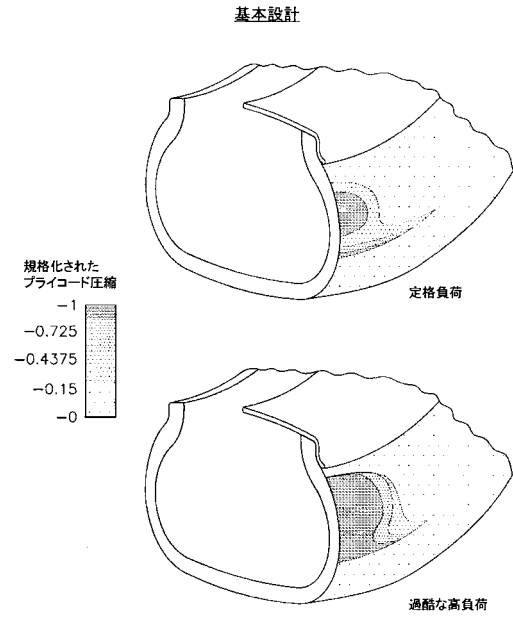 基本設計
規格化された
プライコード圧縮
-1
-0.725
-0.4375
-0.15
-0
定格負荷
過酷な高負荷